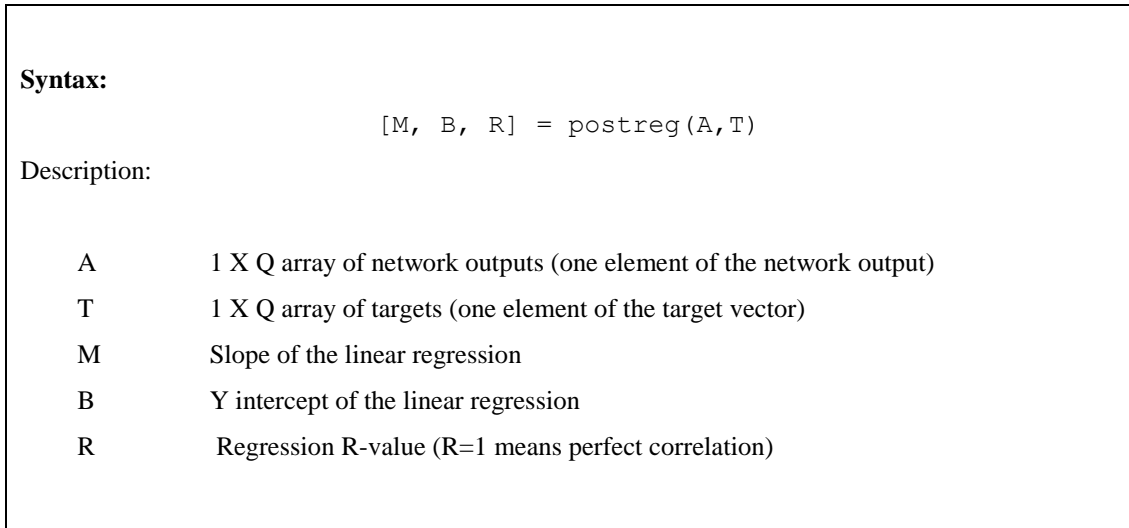 Syntax:
[M, B, R] = postreg(A,T)
Description:
A 1 X Q array of network outputs (one element of the network output)
T 1 X Q array of targets (one element of the target vector)
M Slope of the linear regression
B Y intercept of the linear regression
R Regression R-value (R=1 means perfect correlation)